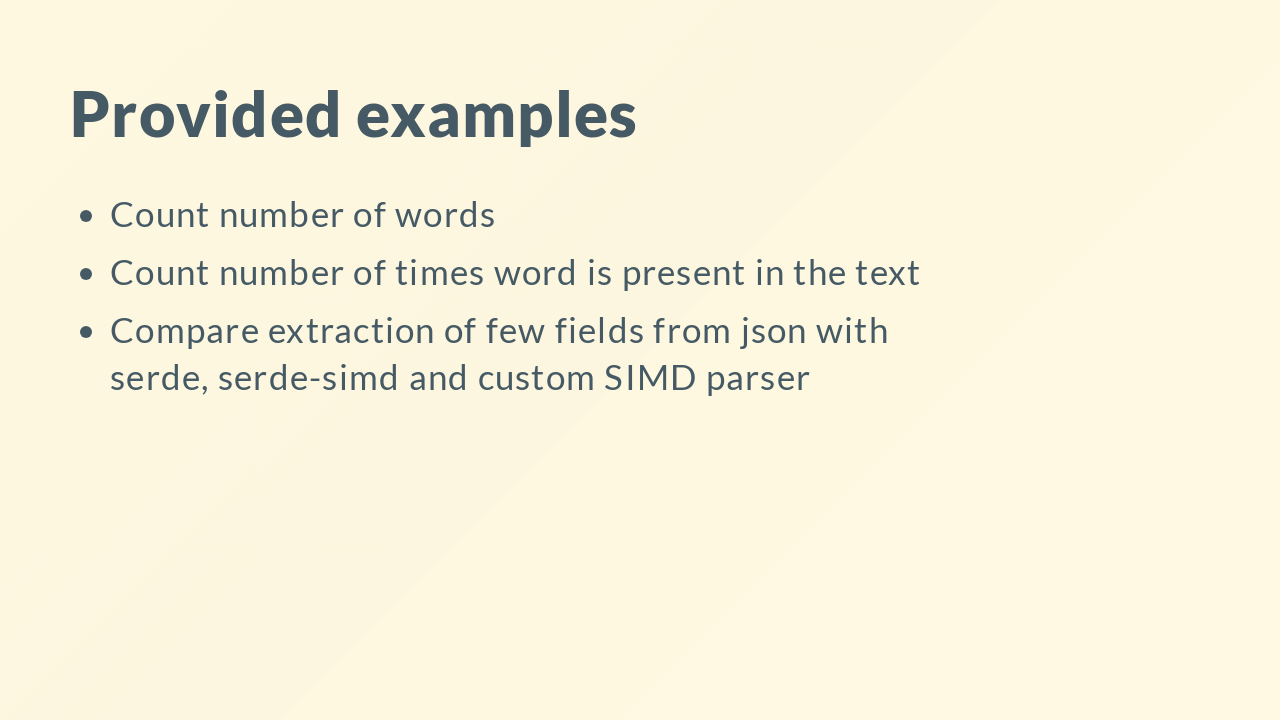 Provided examples
• Count number of words
• Count number of times word is present in the text
• Compare extraction of few fields from json with
serde, serde-simd and custom SIMD parser